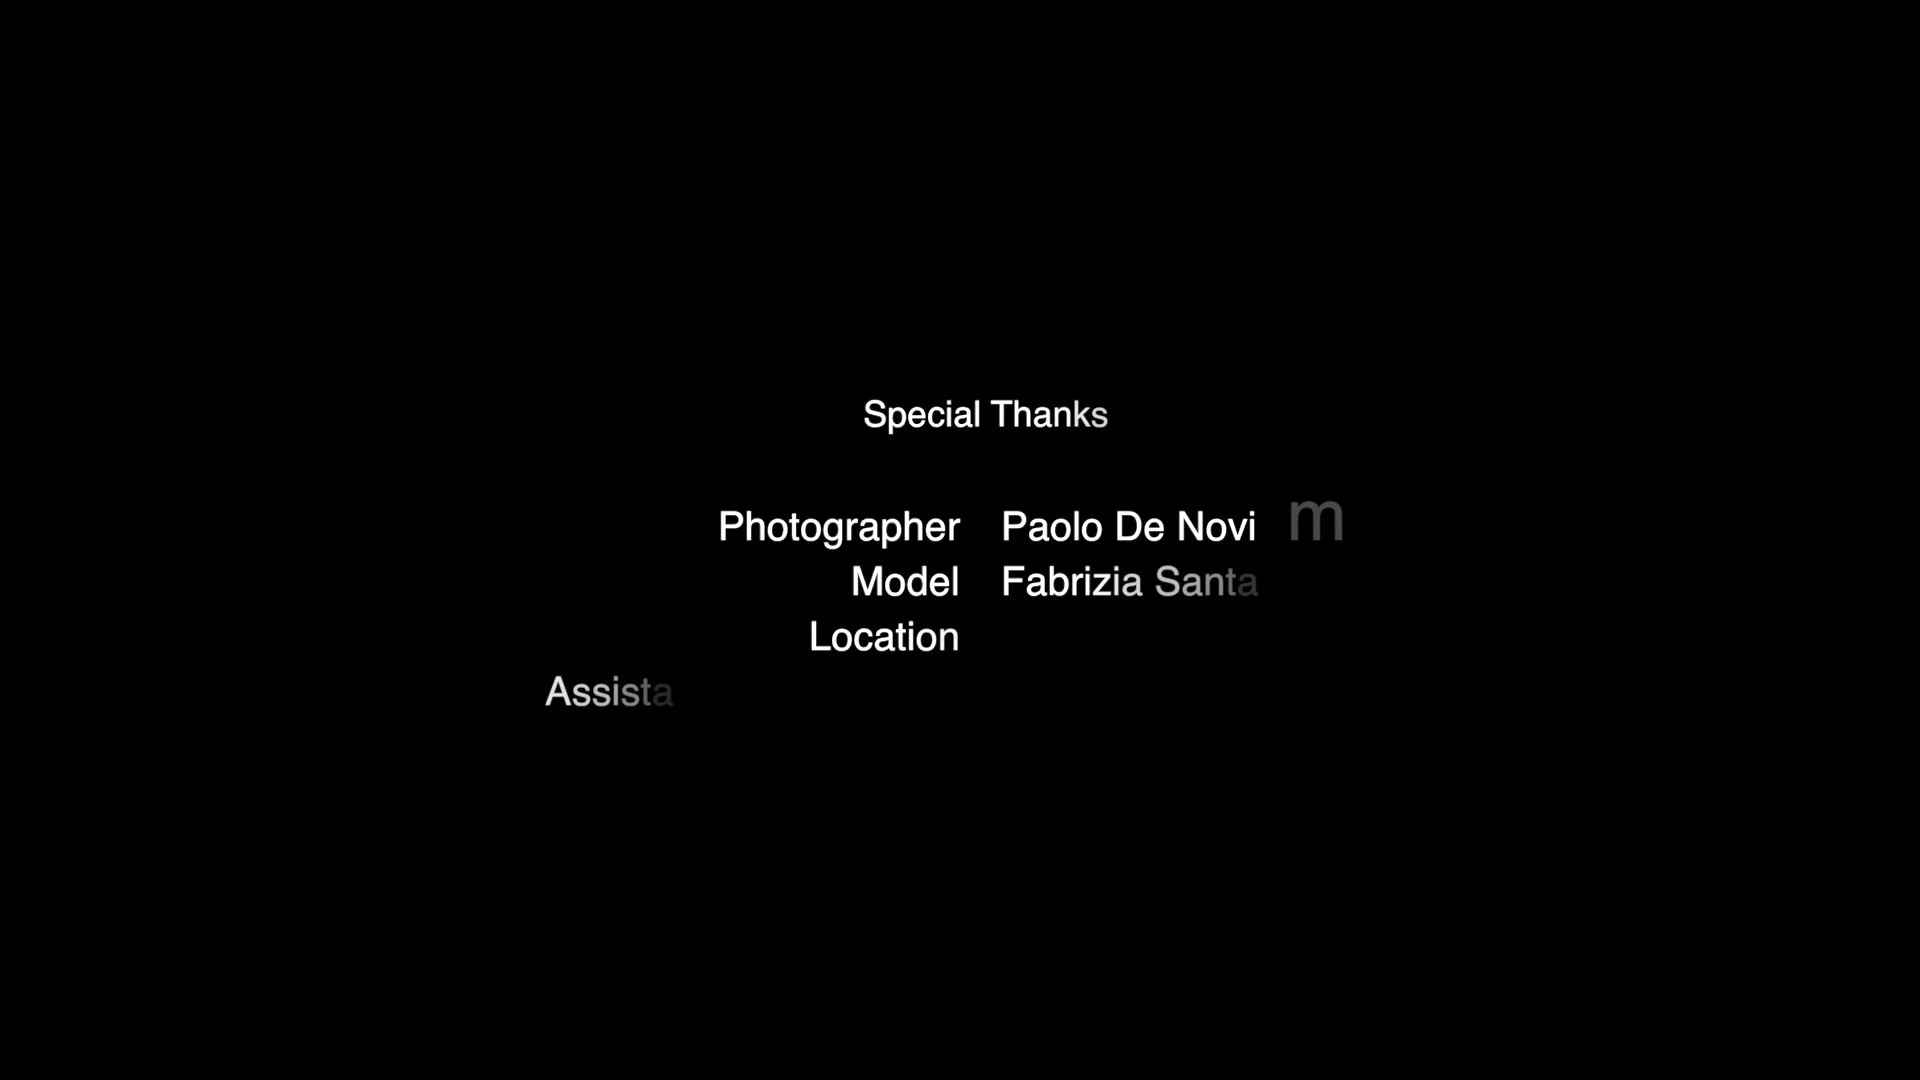 Special Thanks
Photographer Paolo De Novi m
Model Fabrizia Santa
Location
Assista